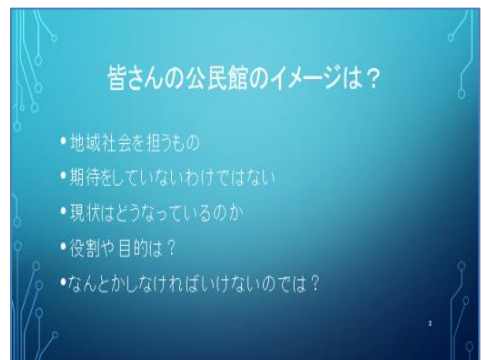 皆さんの公民館のイメージは？
•地域社会を担うもの
•期待をしていないわけではない
•現状はどうなっているのか
•役割や目的は？
•なんとかしなければいけないのでは？
3